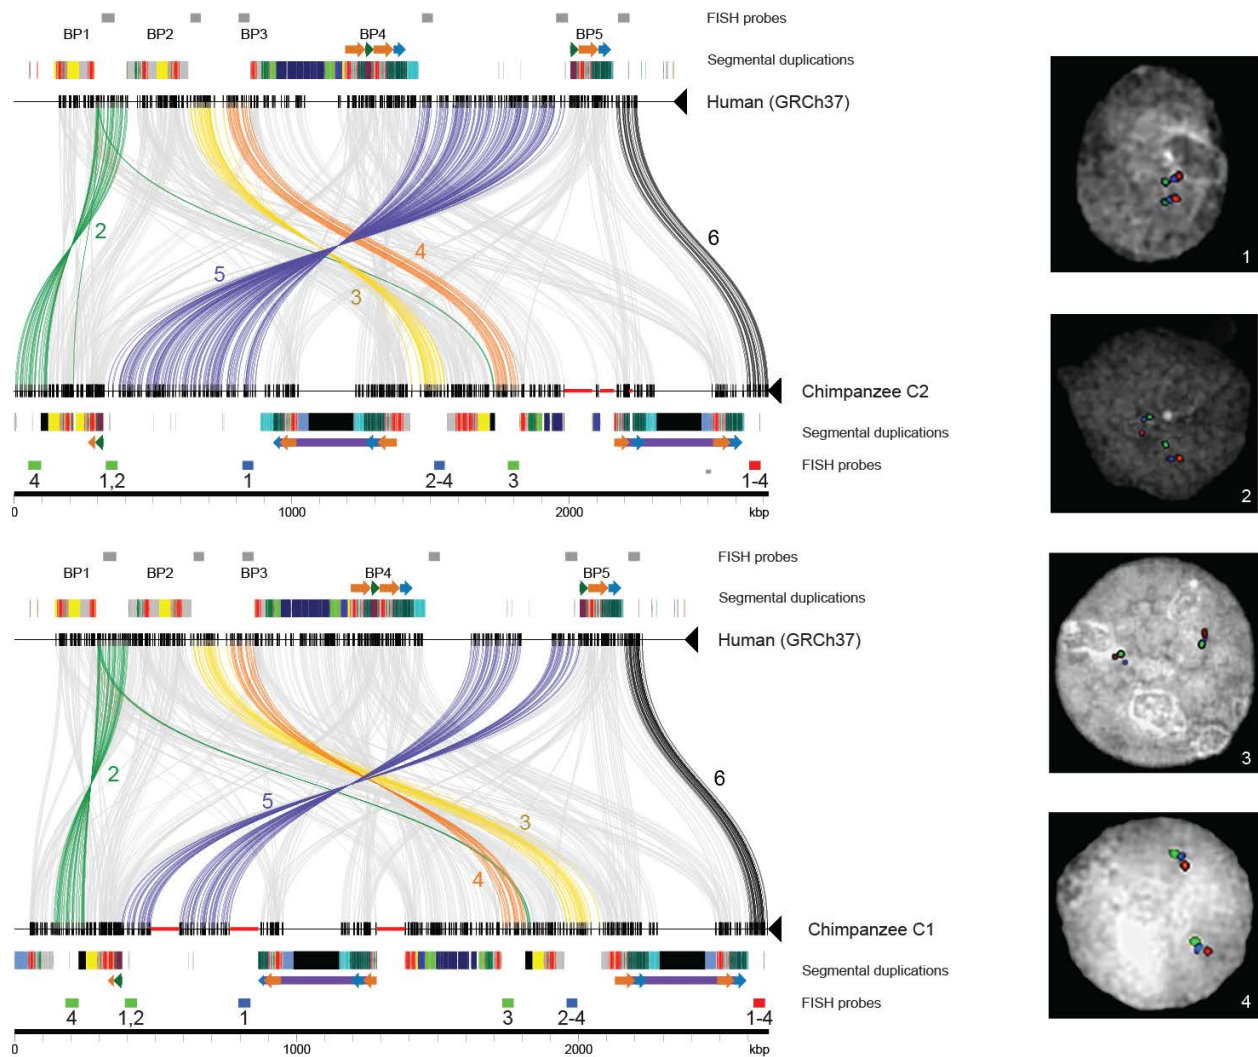 FISH probes
BP1 BP2 BP3 BP4 BP5
Segmental duplications
Human (GRCh37)
2 5 4 3 6
Chimpanzee C2
Segmental duplications
FISH probes
4 1,2 1 2-4 3 1-4
0 1000 2000 kbp
FISH probes
BP1 BP2 BP3 BP4 BP5
Segmental duplications
Human (GRCh37)
2 5 4 3 6
Chimpanzee C1
Segmental duplications
FISH probes
4 1,2 1 3 2-4 1-4
0 1000 2000 kbp
1
2
3
4